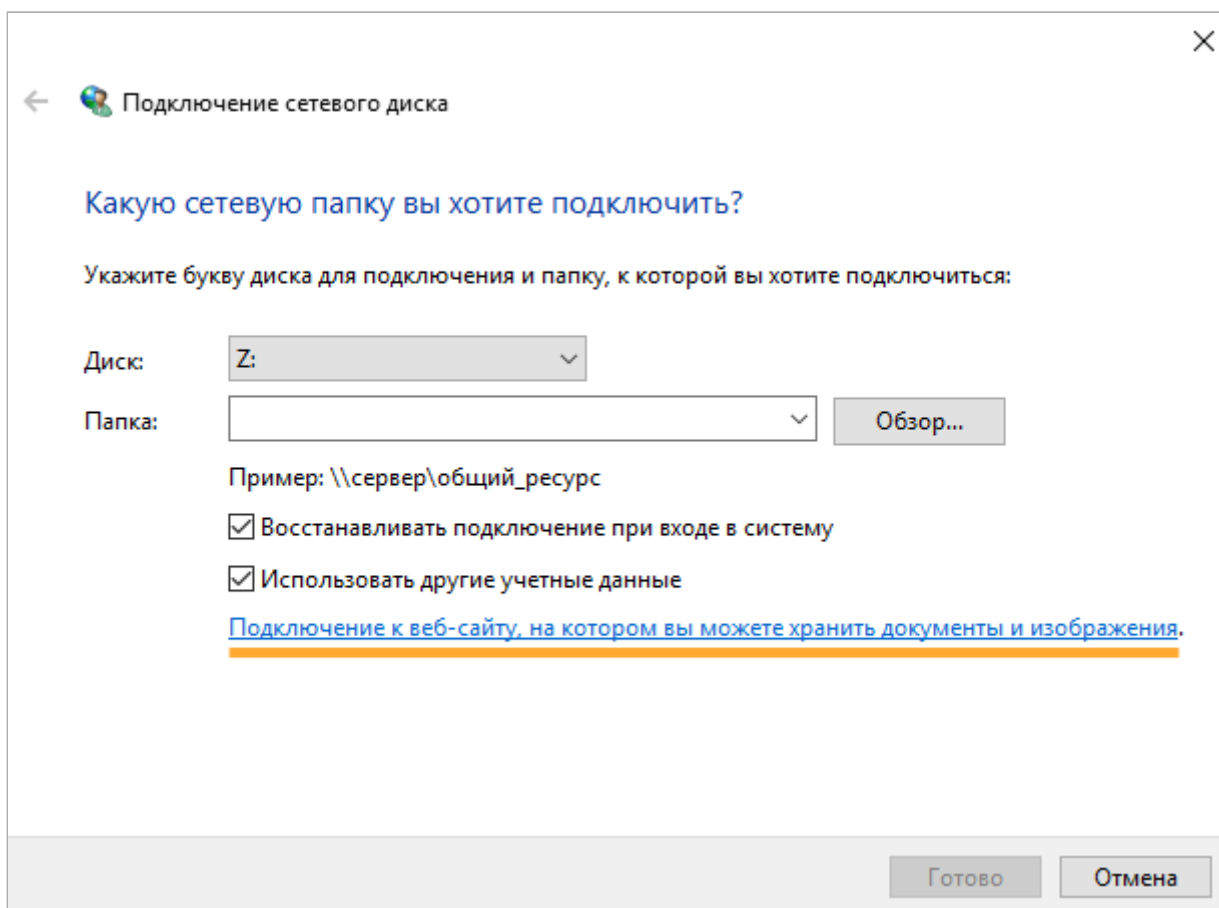 Подключение сетевого диска
Какую сетевую папку вы хотите подключить?
Укажите букву диска для подключения и папку, к которой вы хотите подключиться:
Диск: Z:
Папка: Обзор...
Пример: \\сервер\общий_ресурс
Восстанавливать подключение при входе в систему
Использовать другие учетные данные
Подключение к веб-сайту, на котором вы можете хранить документы и изображения.
Готово Отмена